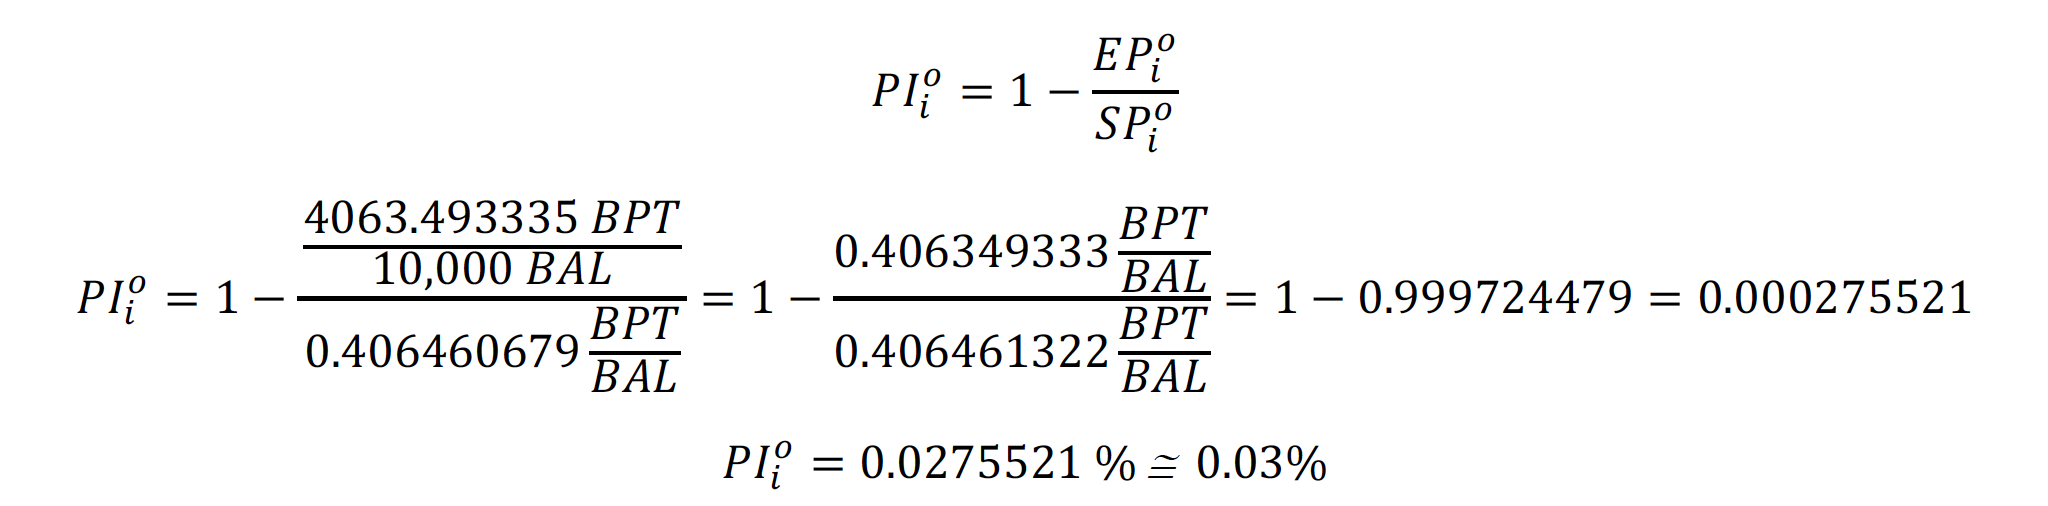 PI_i^o = 1 − EP_i^o / SP_i^o
PI_i^o = 1 − (4063.493335 BPT / 10,000 BAL) / (0.406460679 BPT/BAL) = 1 − (0.406349333 BPT/BAL) / (0.406461322 BPT/BAL) = 1 − 0.999724479 = 0.000275521
PI_i^o = 0.0275521 % ≅ 0.03%